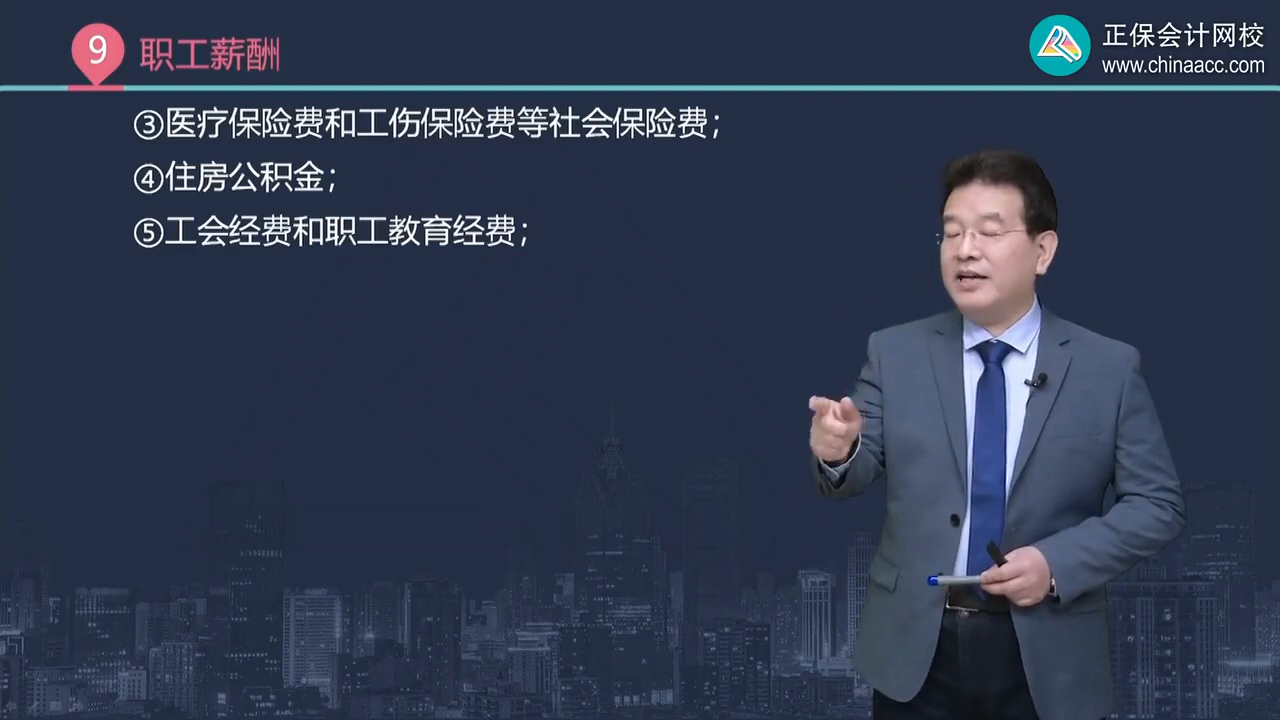 9 职工薪酬
正保会计网校
www.chinaacc.com
③医疗保险费和工伤保险费等社会保险费；
④住房公积金；
⑤工会经费和职工教育经费；